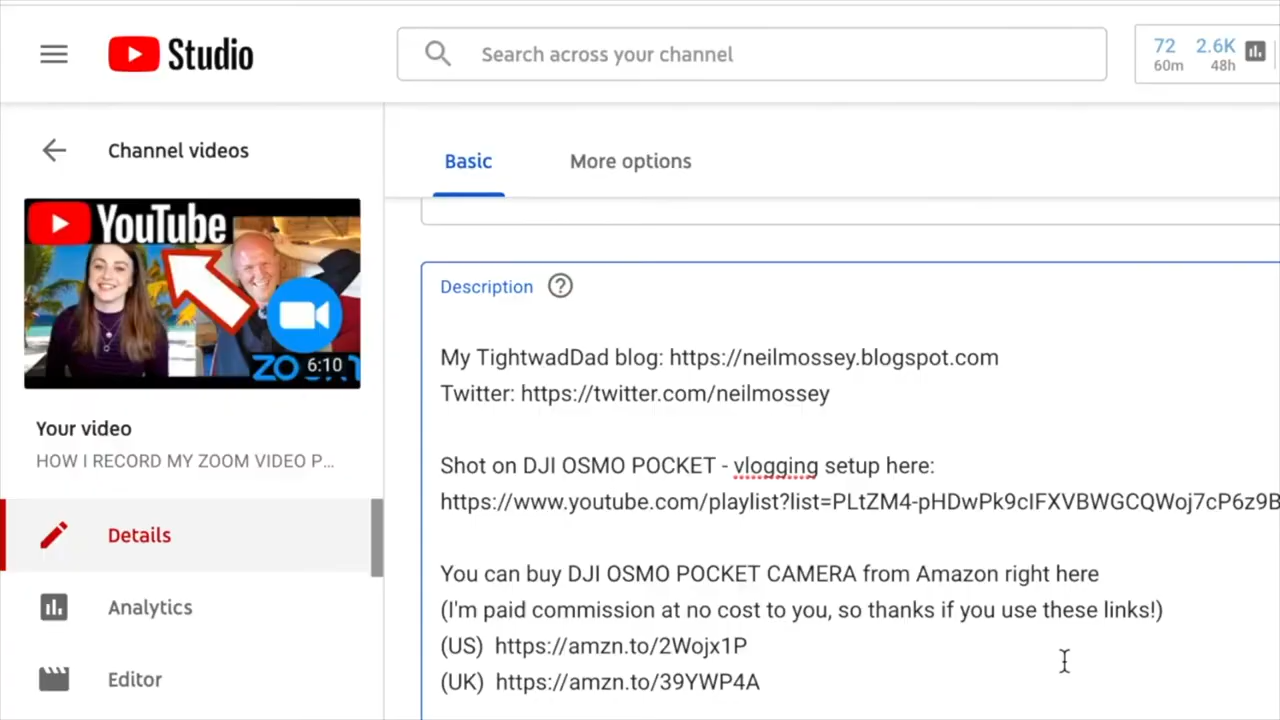 Studio
Search across your channel
72 2.6K
60m 48h
Channel videos
Basic More options
YouTube
6:10
Your video
HOW I RECORD MY ZOOM VIDEO P...
Details
Analytics
Editor
Description
My TightwadDad blog: https://neilmossey.blogspot.com
Twitter: https://twitter.com/neilmossey
Shot on DJI OSMO POCKET - vlogging setup here:
https://www.youtube.com/playlist?list=PLtZM4-pHDwPk9cIFXVBWGCQWoj7cP6z9B
You can buy DJI OSMO POCKET CAMERA from Amazon right here
(I'm paid commission at no cost to you, so thanks if you use these links!)
(US) https://amzn.to/2Wojx1P
(UK) https://amzn.to/39YWP4A